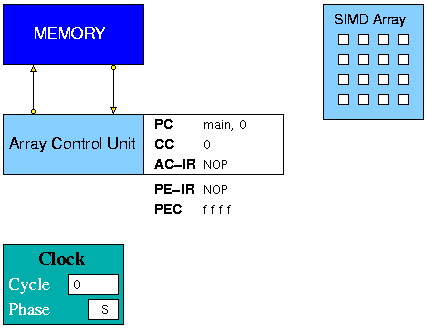 MEMORY
SIMD Array
Array Control Unit
PC main, 0
CC 0
AC-IR NOP
PE-IR NOP
PEC f f f f
Clock
Cycle 0
Phase S